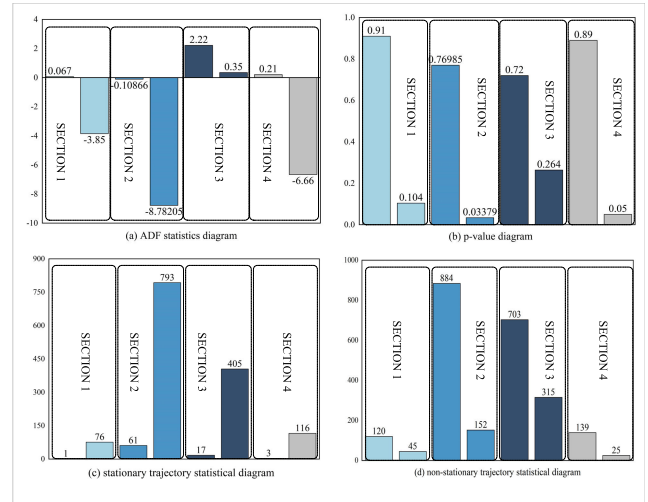 4
2
0
-2
-4
-6
-8
-10
0.067
-3.85
-0.10866
-8.78205
2.22
0.35
0.21
-6.66
SECTION 1
SECTION 2
SECTION 3
SECTION 4
(a) ADF statistics diagram
1.0
0.8
0.6
0.4
0.2
0.0
0.91
0.104
0.76985
0.03379
0.72
0.264
0.89
0.05
SECTION 1
SECTION 2
SECTION 3
SECTION 4
(b) p-value diagram
900
750
600
450
300
150
0
1
76
61
793
17
405
3
116
SECTION 1
SECTION 2
SECTION 3
SECTION 4
(c) stationary trajectory statistical diagram
1000
800
600
400
200
0
120
45
884
152
703
315
139
25
SECTION 1
SECTION 2
SECTION 3
SECTION 4
(d) non-stationary trajectory statistical diagram